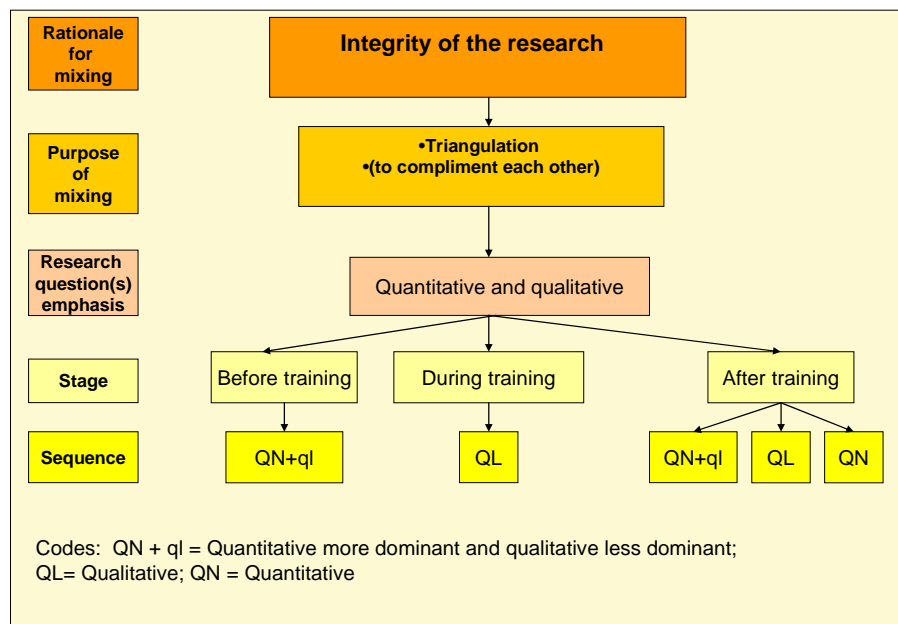 Rationale
for
mixing
Integrity of the research
Purpose
of
mixing
•Triangulation
•(to compliment each other)
Research
question(s)
emphasis
Quantitative and qualitative
Stage
Before training
During training
After training
Sequence
QN+ql
QL
QN+ql
QL
QN
Codes:  QN + ql = Quantitative more dominant and qualitative less dominant;
QL= Qualitative; QN = Quantitative